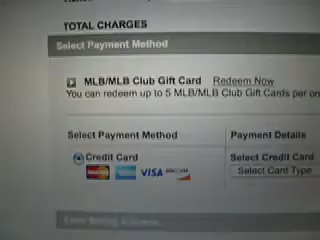 TOTAL CHARGES
Select Payment Method
MLB/MLB Club Gift Card Redeem Now
You can redeem up to 5 MLB/MLB Club Gift Cards per on
Select Payment Method
Payment Details
Credit Card
Select Credit Card
VISA DISCOVER
Select Card Type